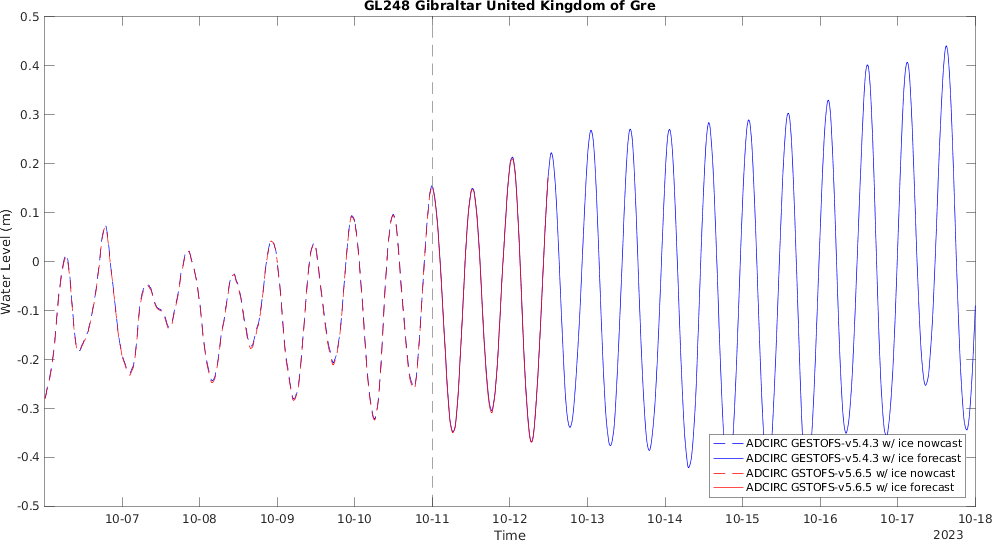 GL248 Gibraltar United Kingdom of Gre
0.5
0.4
0.3
0.2
0.1
0
-0.1
-0.2
-0.3
-0.4
-0.5
Water Level (m)
ADCIRC GESTOFS-v5.4.3 w/ ice nowcast
ADCIRC GESTOFS-v5.4.3 w/ ice forecast
ADCIRC GSTOFS-v5.6.5 w/ ice nowcast
ADCIRC GSTOFS-v5.6.5 w/ ice forecast
10-07 10-08 10-09 10-10 10-11 10-12 10-13 10-14 10-15 10-16 10-17 10-18
Time
2023